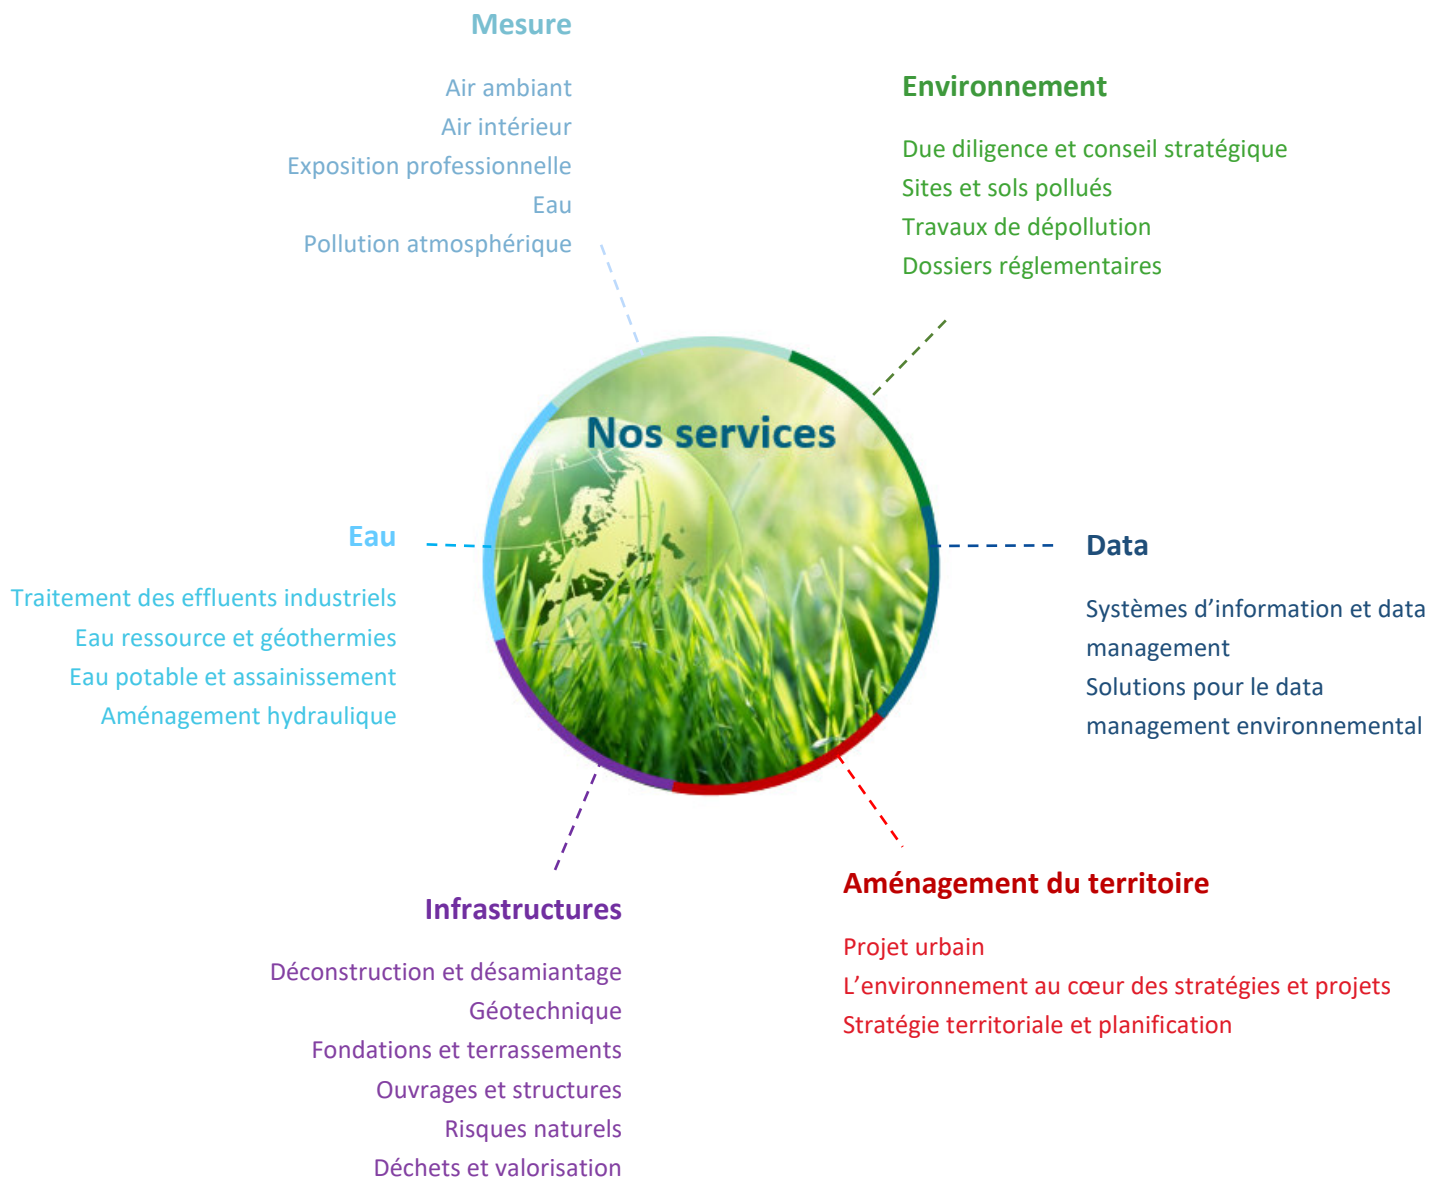 Mesure
Air ambiant
Air intérieur
Exposition professionnelle
Eau
Pollution atmosphérique
Environnement
Due diligence et conseil stratégique
Sites et sols pollués
Travaux de dépollution
Dossiers réglementaires
Nos services
Eau
Traitement des effluents industriels
Eau ressource et géothermies
Eau potable et assainissement
Aménagement hydraulique
Data
Systèmes d’information et data
management
Solutions pour le data
management environnemental
Infrastructures
Déconstruction et désamiantage
Géotechnique
Fondations et terrassements
Ouvrages et structures
Risques naturels
Déchets et valorisation
Aménagement du territoire
Projet urbain
L’environnement au cœur des stratégies et projets
Stratégie territoriale et planification